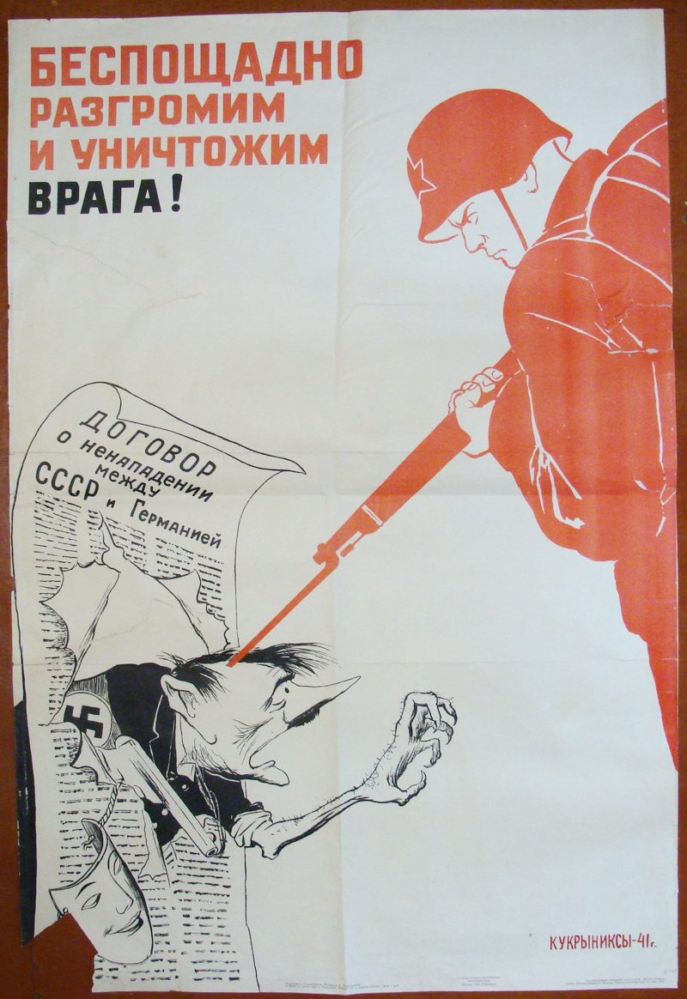 БЕСПОЩАДНО
РАЗГРОМИМ
И УНИЧТОЖИМ
ВРАГА!
ДОГОВОР
О НЕНАПАДЕНИИ
МЕЖДУ
СССР и ГЕРМАНИЕЙ
КУКРЫНИКСЫ-41г.